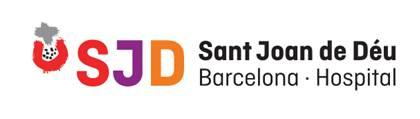 SJD
Sant Joan de Déu
Barcelona · Hospital